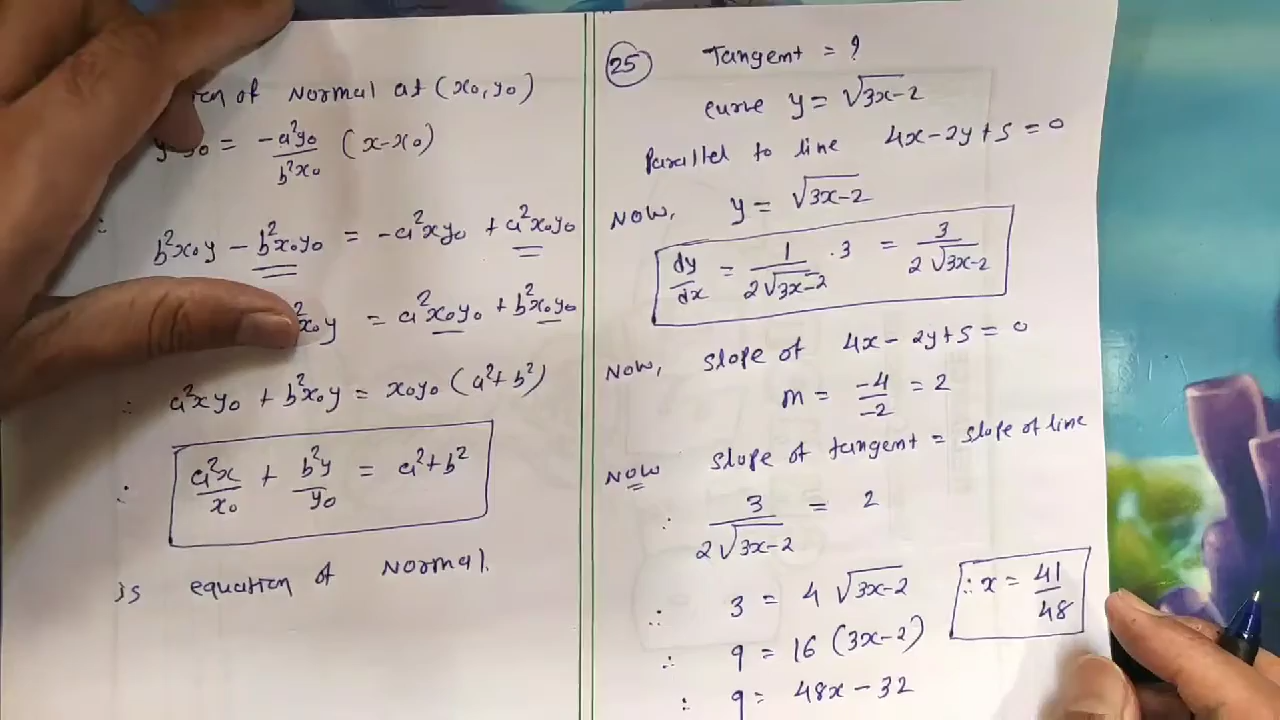 of Normal at (x₀, y₀)
y₀ = -a²y₀/b²x₀ (x-x₀)
∴ b²x₀y - b²x₀y₀ = -a²xy₀ + a²x₀y₀
²x₀y = a²x₀y₀ + b²x₀y₀
∴ a²xy₀ + b²x₀y = x₀y₀ (a²+b²)
∴ a²x/x₀ + b²y/y₀ = a²+b²
is equation of Normal.
25 Tangent = ?
curve y = √3x-2
Parallel to line 4x-2y+5=0
Now, y = √3x-2
dy/dx = 1/2√3x-2 · 3 = 3/2√3x-2
Now, slope of 4x-2y+5=0
m = -4/-2 = 2
Now slope of tangent = slope of line
∴ 3/2√3x-2 = 2
∴ 3 = 4 √3x-2
∴ 9 = 16 (3x-2)
∴ 9 = 48x-32
∴ x = 41/48